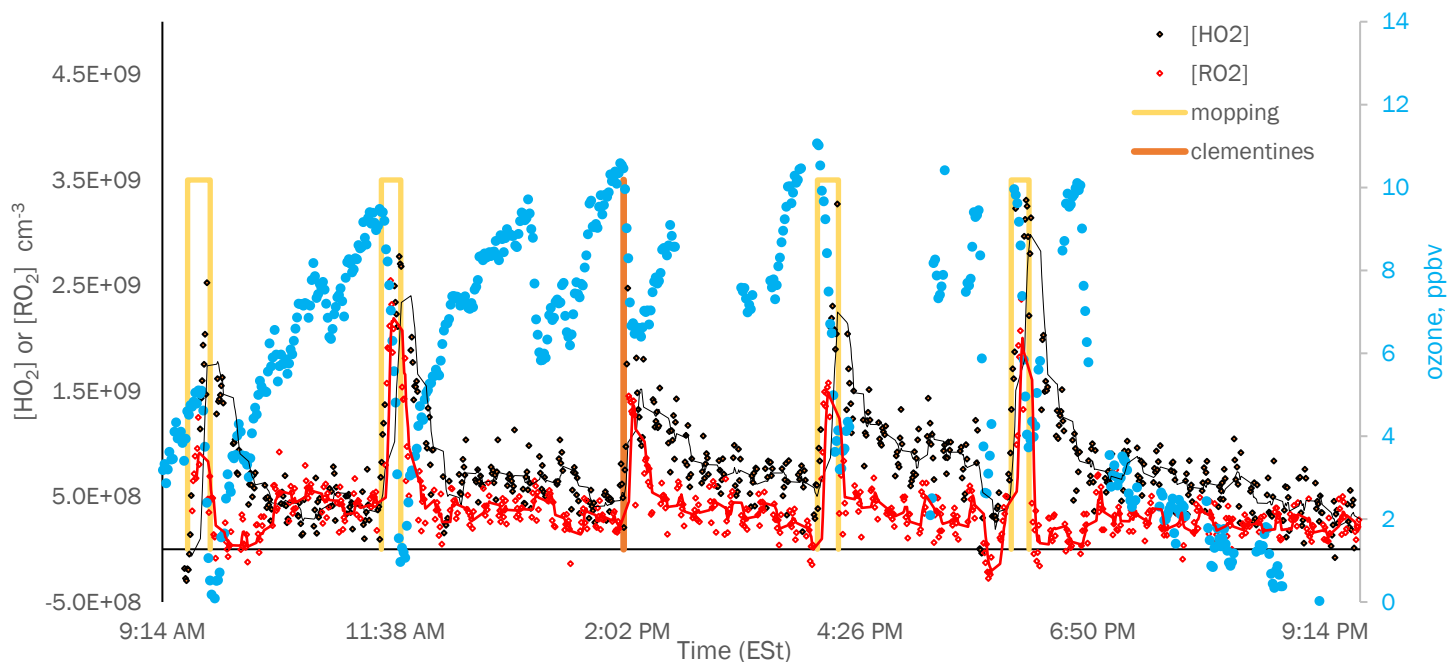 [HO2]
[RO2]
mopping
clementines
[HO₂] or [RO₂] cm⁻³
4.5E+09
3.5E+09
2.5E+09
1.5E+09
5.0E+08
-5.0E+08
14
12
10
8
6
4
2
0
ozone, ppbv
9:14 AM
11:38 AM
2:02 PM
4:26 PM
6:50 PM
9:14 PM
Time (ESt)